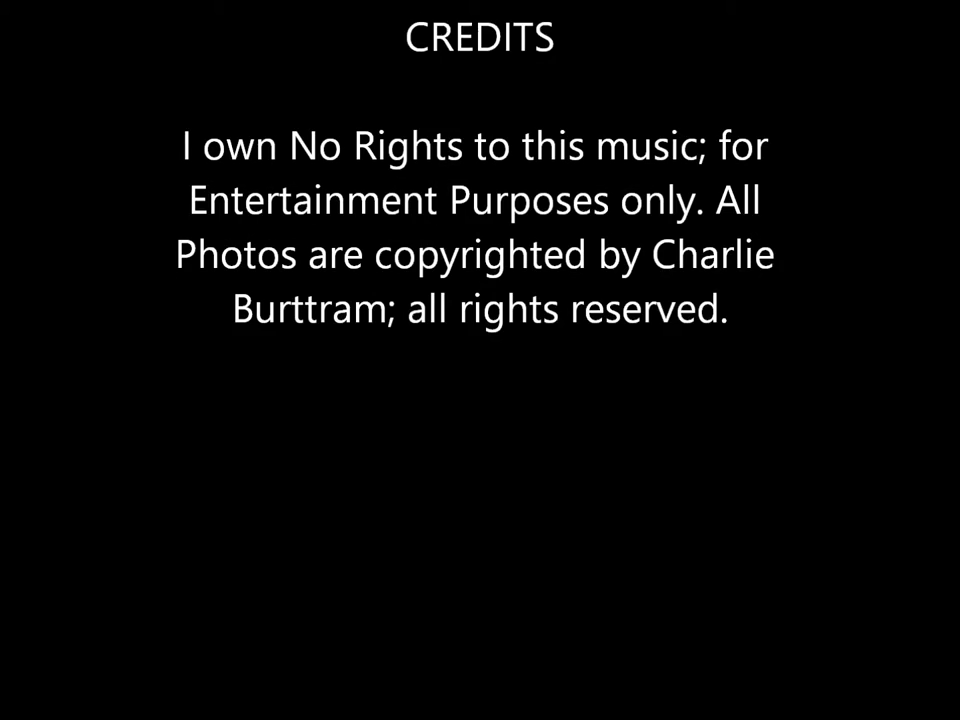 CREDITS
I own No Rights to this music; for
Entertainment Purposes only. All
Photos are copyrighted by Charlie
Burttram; all rights reserved.